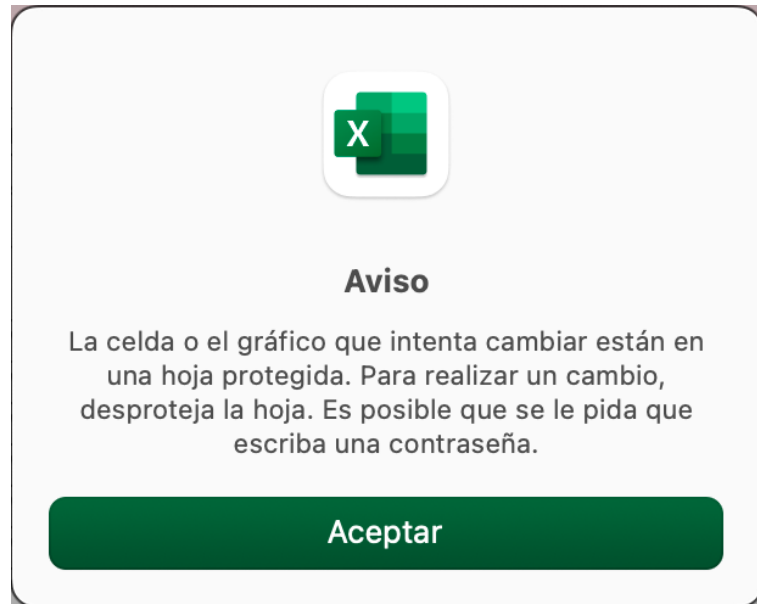 X
Aviso
La celda o el gráfico que intenta cambiar están en
una hoja protegida. Para realizar un cambio,
desproteja la hoja. Es posible que se le pida que
escriba una contraseña.
Aceptar